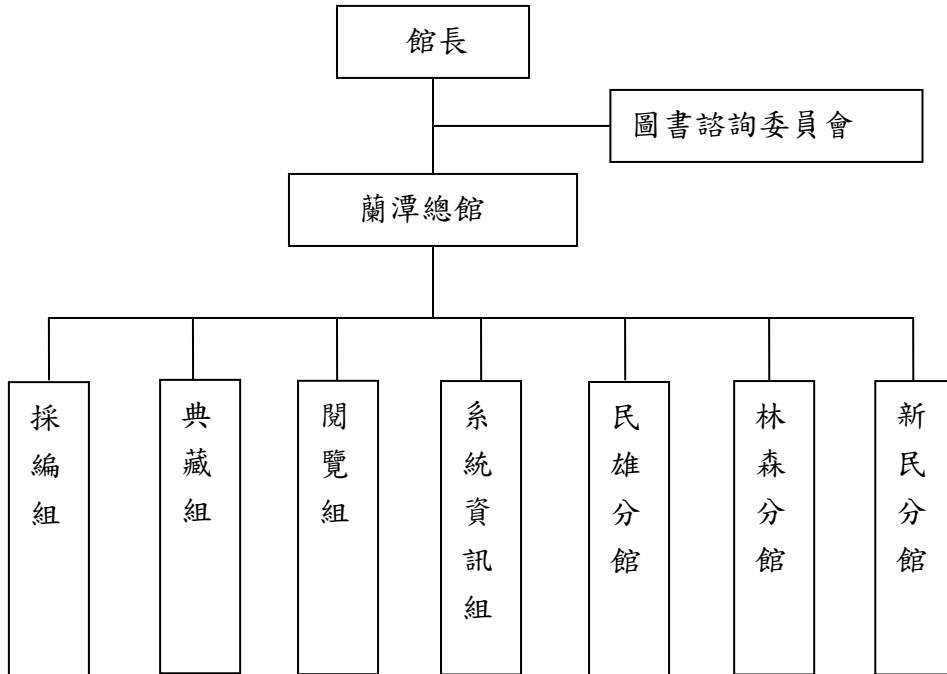 館長
圖書諮詢委員會
蘭潭總館
採編組
典藏組
閱覽組
系統資訊組
民雄分館
林森分館
新民分館